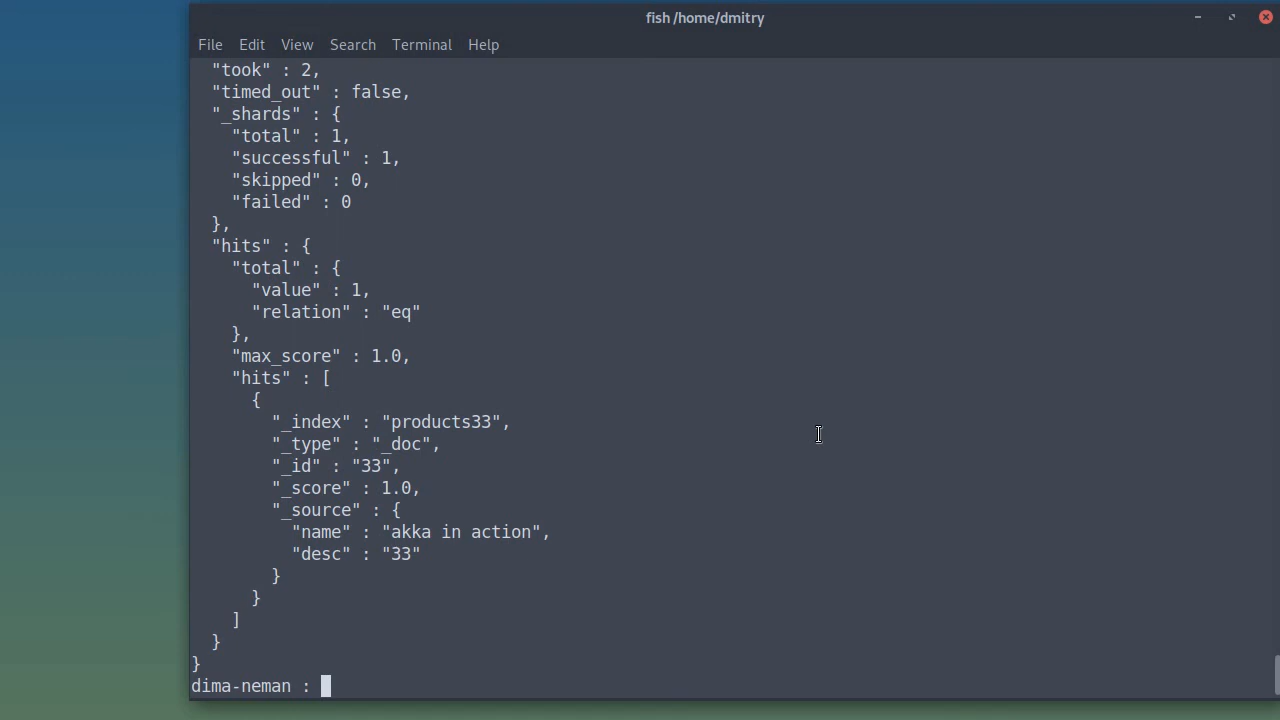 fish /home/dmitry
File Edit View Search Terminal Help
  "took" : 2,
  "timed_out" : false,
  "_shards" : {
    "total" : 1,
    "successful" : 1,
    "skipped" : 0,
    "failed" : 0
  },
  "hits" : {
    "total" : {
      "value" : 1,
      "relation" : "eq"
    },
    "max_score" : 1.0,
    "hits" : [
      {
        "_index" : "products33",
        "_type" : "_doc",
        "_id" : "33",
        "_score" : 1.0,
        "_source" : {
          "name" : "akka in action",
          "desc" : "33"
        }
      }
    ]
  }
}
dima-neman :